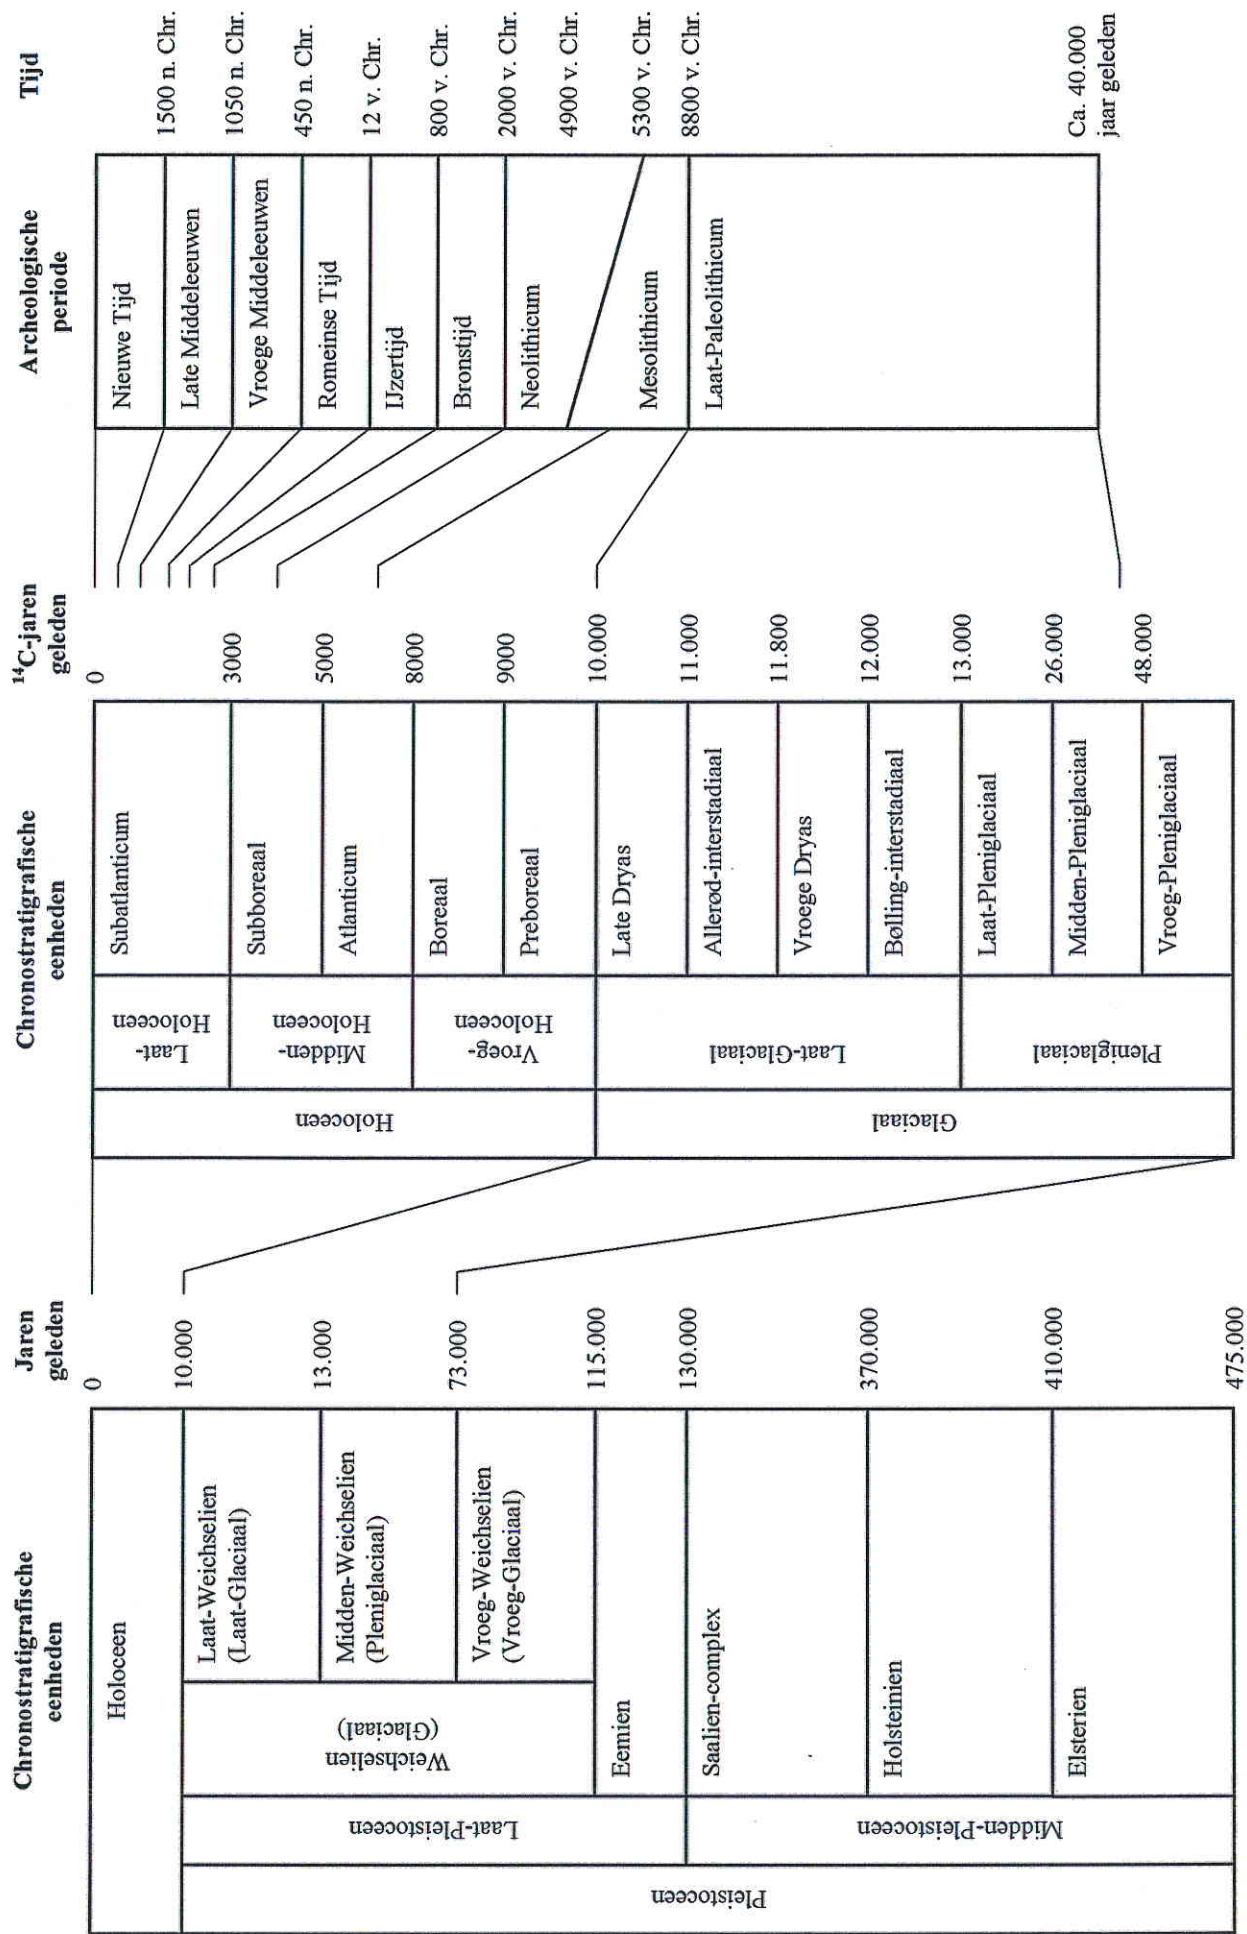 Chronostratigrafische
eenheden
Jaren
geleden
Holoceen
0
Pleistoceen
Laat-Pleistoceen
Weichselien
(Glaciaal)
Laat-Weichselien
(Laat-Glaciaal)
10.000
Midden-Weichselien
(Pleniglaciaal)
13.000
Vroeg-Weichselien
(Vroeg-Glaciaal)
73.000
Eemien
115.000
Midden-Pleistoceen
Saalien-complex
130.000
Holsteinien
370.000
Elsterien
410.000
475.000
Chronostratigrafische
eenheden
14C-jaren
geleden
Holoceen
Laat-
Holoceen
Subatlanticum
0
Midden-
Holoceen
Subboreaal
3000
Atlanticum
5000
Vroeg-
Holoceen
Boreaal
8000
Preboreaal
9000
Glaciaal
Laat-Glaciaal
Late Dryas
10.000
Allerød-interstadiaal
11.000
Vroege Dryas
11.800
Bølling-interstadiaal
12.000
Pleniglaciaal
Laat-Pleniglaciaal
13.000
Midden-Pleniglaciaal
26.000
Vroeg-Pleniglaciaal
48.000
Archeologische
periode
Tijd
Nieuwe Tijd
1500 n. Chr.
Late Middeleeuwen
1050 n. Chr.
Vroege Middeleeuwen
450 n. Chr.
Romeinse Tijd
12 v. Chr.
IJzertijd
800 v. Chr.
Bronstijd
2000 v. Chr.
Neolithicum
4900 v. Chr.
5300 v. Chr.
Mesolithicum
8800 v. Chr.
Laat-Paleolithicum
Ca. 40.000
jaar geleden